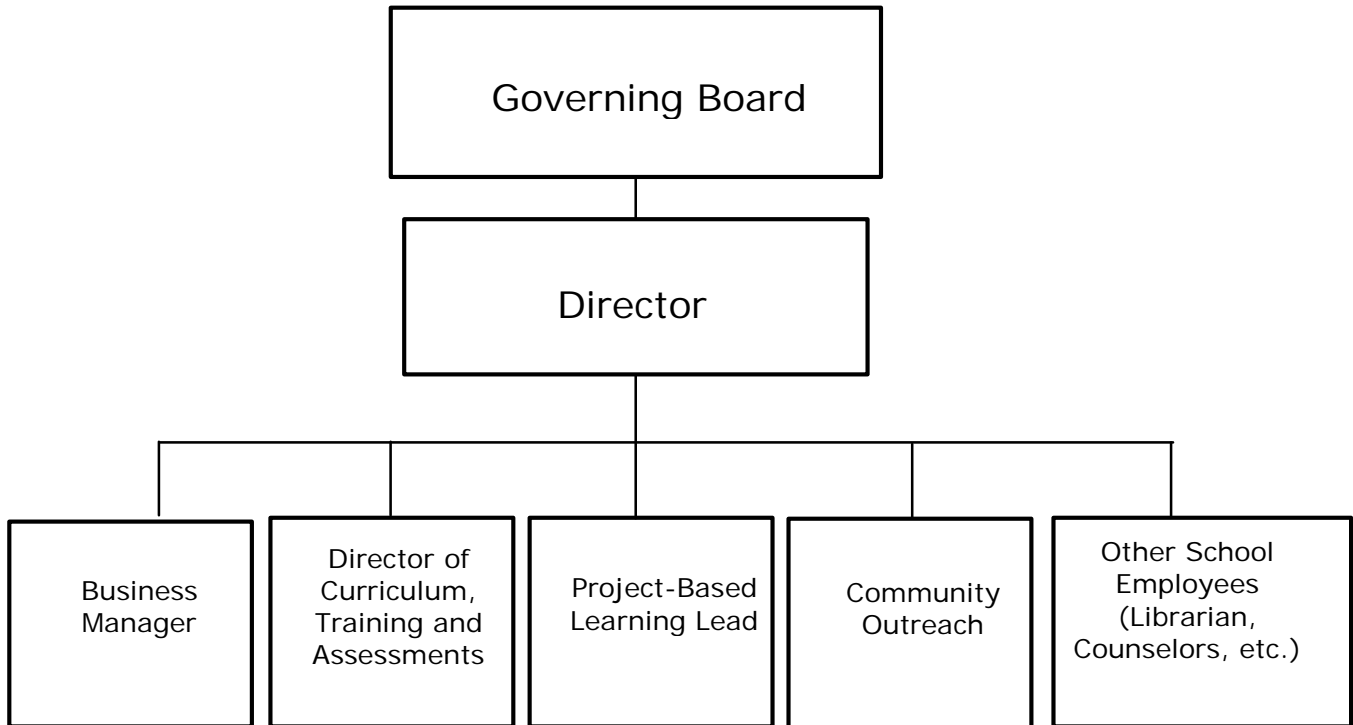 Governing Board
Director
Business
Manager
Director of
Curriculum,
Training and
Assessments
Project-Based
Learning Lead
Community
Outreach
Other School
Employees
(Librarian,
Counselors, etc.)